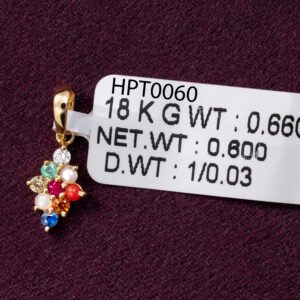 HPT0060
18 K G WT : 0.660
NET.WT : 0.600
D.WT : 1/0.03